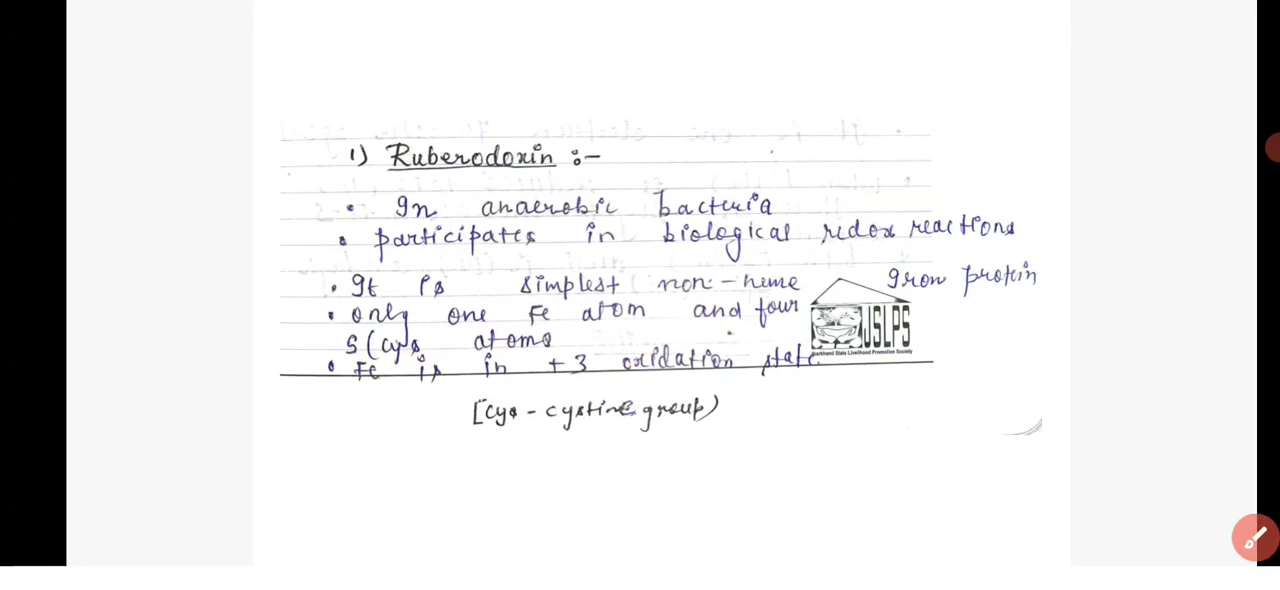 1) Ruberodoxin :-
• In anaerobic bacteria
• participates in biological redox reactions
• It is simplest non-heme iron protein
• only one Fe atom and four
S(cys atoms
• Fe is in +3 oxidation state
JSLPS
Jharkhand State Livelihood Promotion Society
[cys - cystine group)